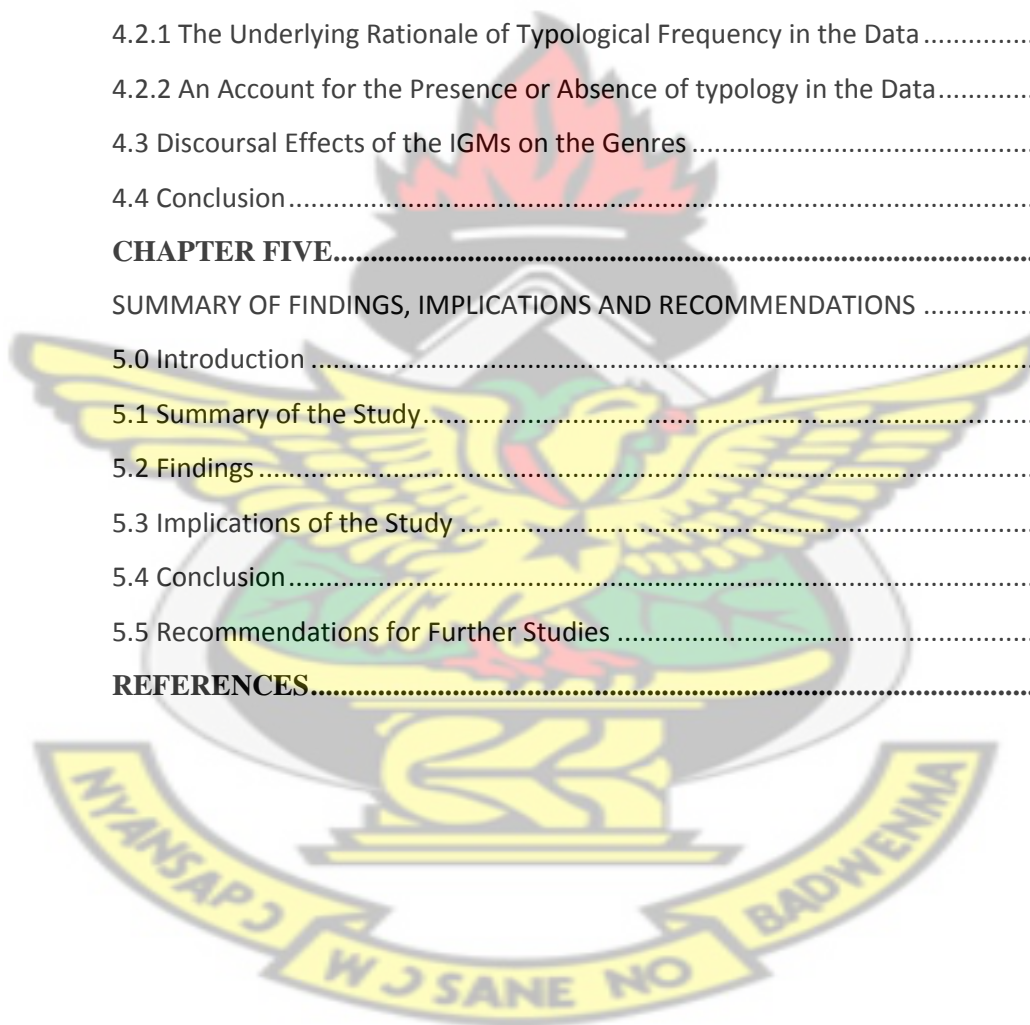 4.2.1 The Underlying Rationale of Typological Frequency in the Data..............
4.2.2 An Account for the Presence or Absence of typology in the Data............
4.3 Discoursal Effects of the IGMs on the Genres..............................................
4.4 Conclusion.....................................................................................................
CHAPTER FIVE.................................................................................................
SUMMARY OF FINDINGS, IMPLICATIONS AND RECOMMENDATIONS..............
5.0 Introduction..................................................................................................
5.1 Summary of the Study..................................................................................
5.2 Findings.........................................................................................................
5.3 Implications of the Study.............................................................................
5.4 Conclusion.....................................................................................................
5.5 Recommendations for Further Studies........................................................
REFERENCES....................................................................................................
NYANSAPƆ
WƆ SANE NO
BADWENMA